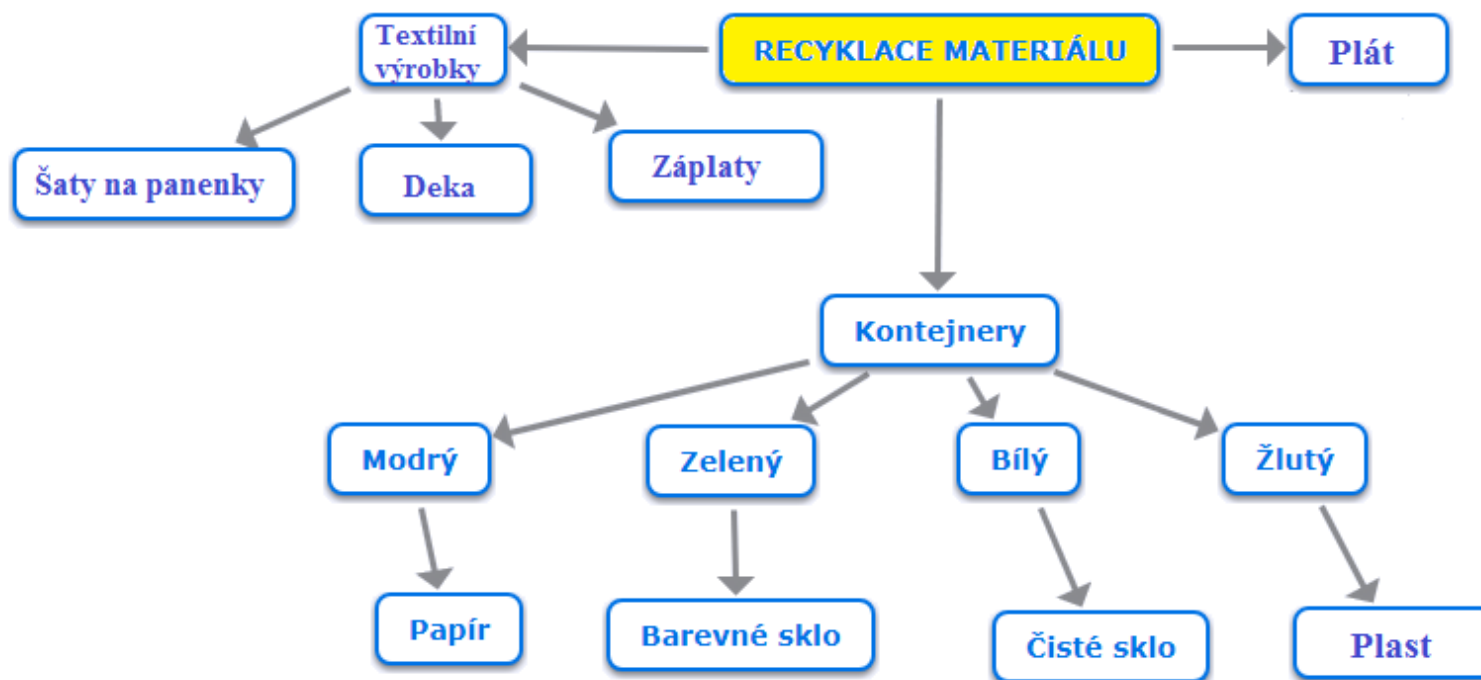 Textilní
výrobky
RECYKLACE MATERIÁLU
Plát
Šaty na panenky
Deka
Záplaty
Kontejnery
Modrý
Zelený
Bílý
Žlutý
Papír
Barevné sklo
Čisté sklo
Plast